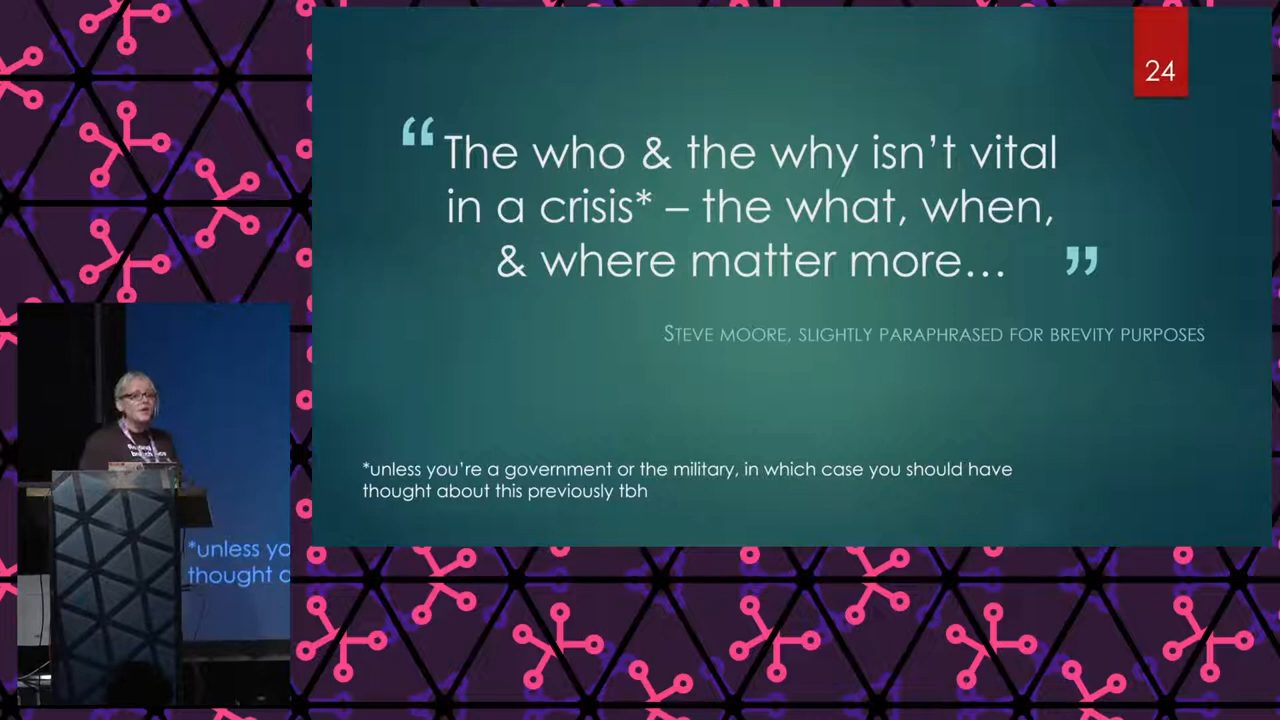 24
“The who & the why isn’t vital
in a crisis* – the what, when,
& where matter more… ”
STEVE MOORE, SLIGHTLY PARAPHRASED FOR BREVITY PURPOSES
*unless you’re a government or the military, in which case you should have
thought about this previously tbh
*unless yo
thought a